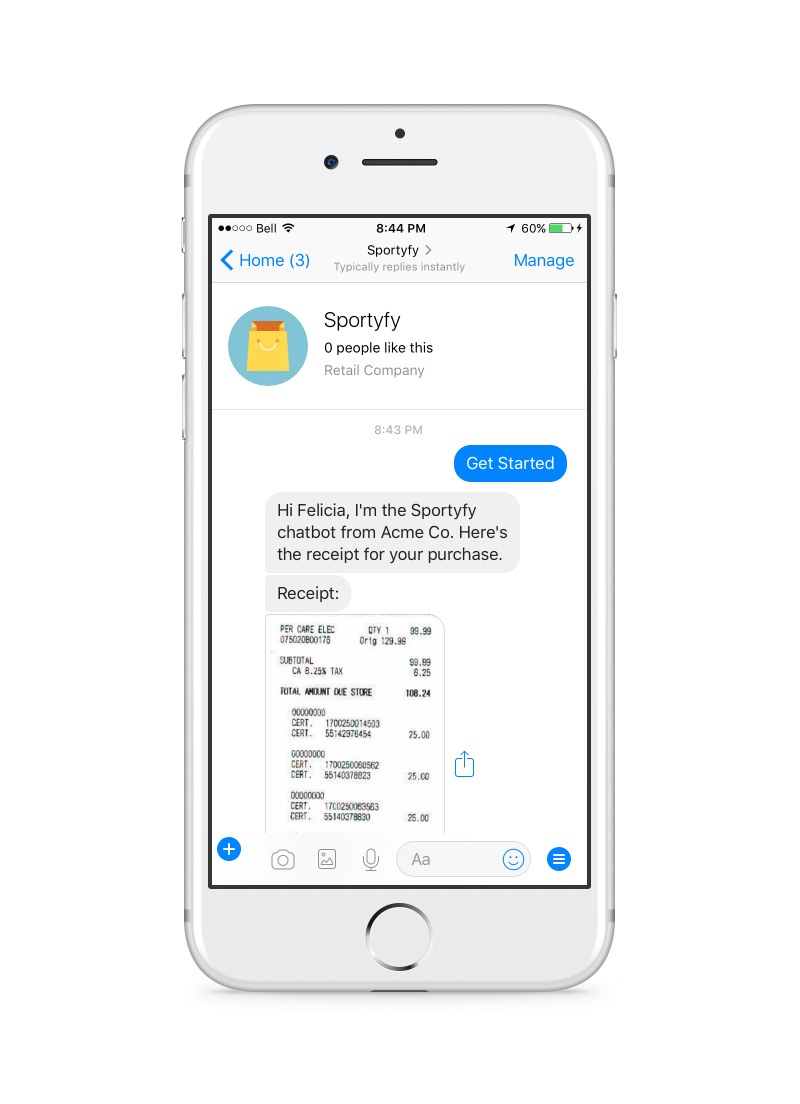 Bell 8:44 PM 60%
Home (3) Sportyfy Manage
Typically replies instantly
Sportyfy
0 people like this
Retail Company
8:43 PM
Get Started
Hi Felicia, I'm the Sportyfy
chatbot from Acme Co. Here's
the receipt for your purchase.
Receipt:
PER CARE ELEC QTY 1 99.99
075020800176 Orig 129.99
SUBTOTAL 99.99
CA 8.25% TAX 8.25
TOTAL AMOUNT DUE STORE 108.24
00000000
CERT. 1700250014503
CERT. 55142976454 25.00
00000000
CERT. 1700250060562
CERT. 55140378823 25.00
00000000
CERT. 1700250063563
CERT. 55140378830 25.00
Aa